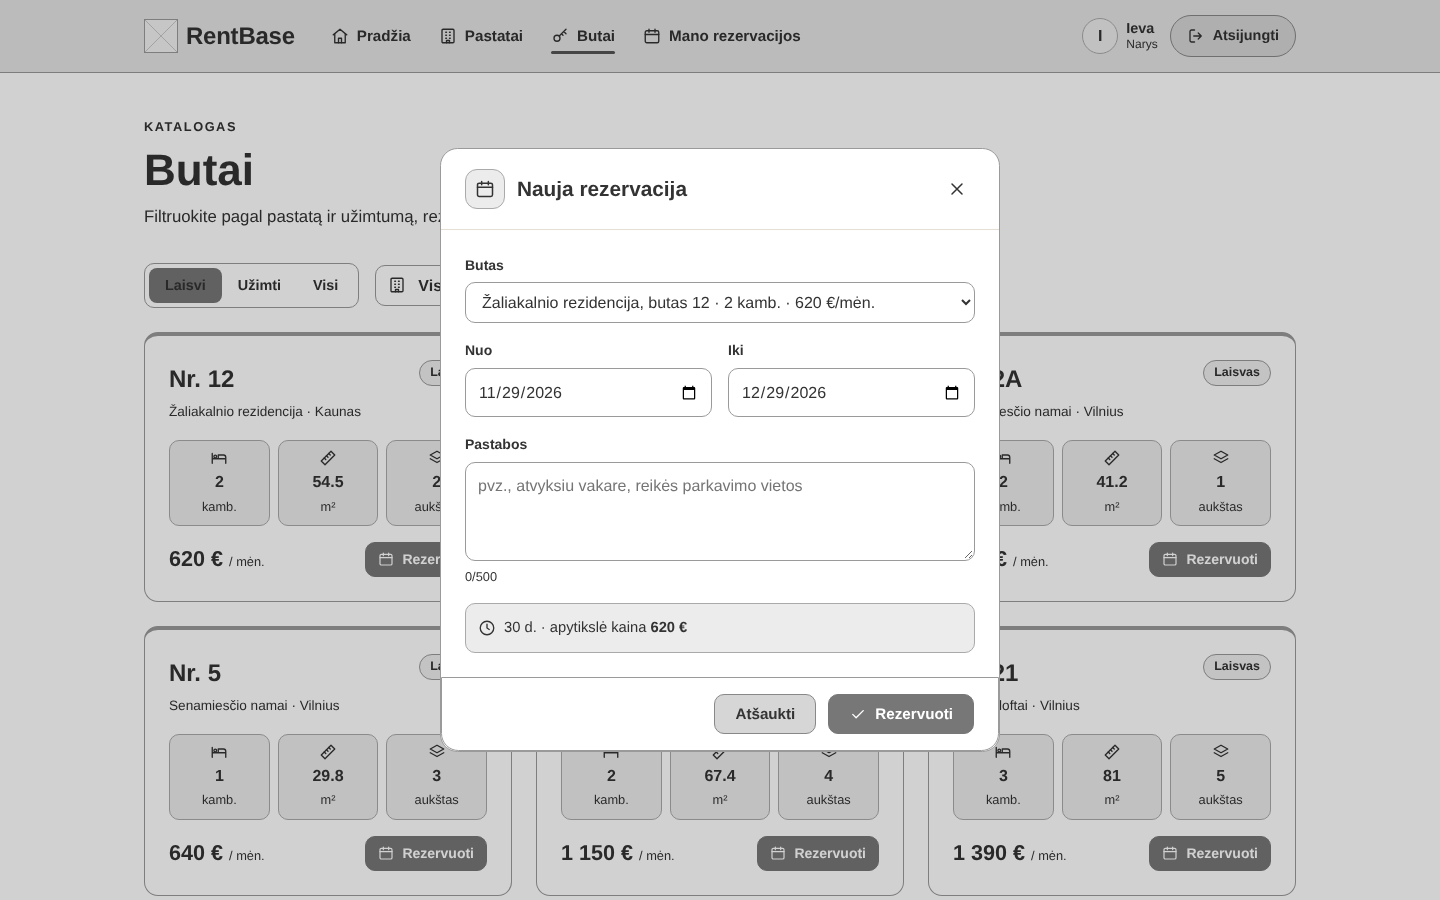 RentBase
Pradžia
Pastatai
Butai
Mano rezervacijos
I
Ieva
Narys
Atsijungti
KATALOGAS
Butai
Filtruokite pagal pastatą ir užimtumą,
Laisvi
Užimti
Visi
Nauja rezervacija
Butas
Žaliakalnio rezidencija, butas 12 · 2 kamb. · 620 €/mėn.
Nuo
Iki
11/29/2026
12/29/2026
Pastabos
pvz., atvyksiu vakare, reikės parkavimo vietos
0/500
30 d. · apytikslė kaina 620 €
Atšaukti
Rezervuoti
Nr. 12
Žaliakalnio rezidencija · Kaunas
2
kamb.
54.5
m²
2
620 € / mėn.
2A
Laisvas
namai · Vilnius
2
41.2
m²
1
aukštas
€ / mėn.
Rezervuoti
Nr. 5
Senamiesčio namai · Vilnius
1
kamb.
29.8
m²
3
aukštas
640 € / mėn.
Rezervuoti
2
kamb.
67.4
m²
4
aukštas
1 150 € / mėn.
Rezervuoti
21
Laisvas
loftai · Vilnius
3
kamb.
81
m²
5
aukštas
1 390 € / mėn.
Rezervuoti